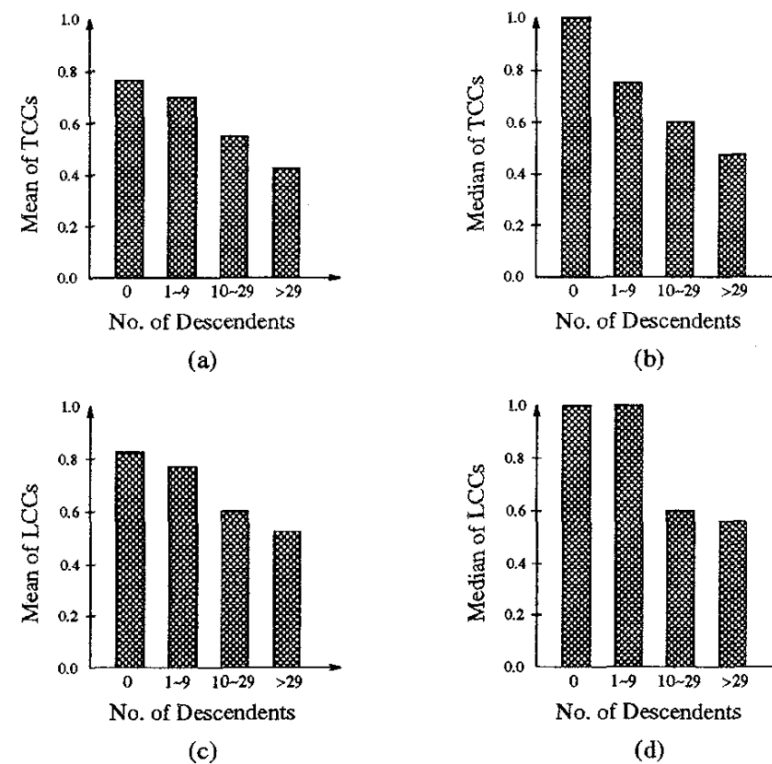 1.0
0.8
0.6
0.4
0.2
0.0
Mean of TCCs
0 1~9 10~29 >29
No. of Descendents
(a)
1.0
0.8
0.6
0.4
0.2
0.0
Median of TCCs
0 1~9 10~29 >29
No. of Descendents
(b)
1.0
0.8
0.6
0.4
0.2
0.0
Mean of LCCs
0 1~9 10~29 >29
No. of Descendents
(c)
1.0
0.8
0.6
0.4
0.2
0.0
Median of LCCs
0 1~9 10~29 >29
No. of Descendents
(d)